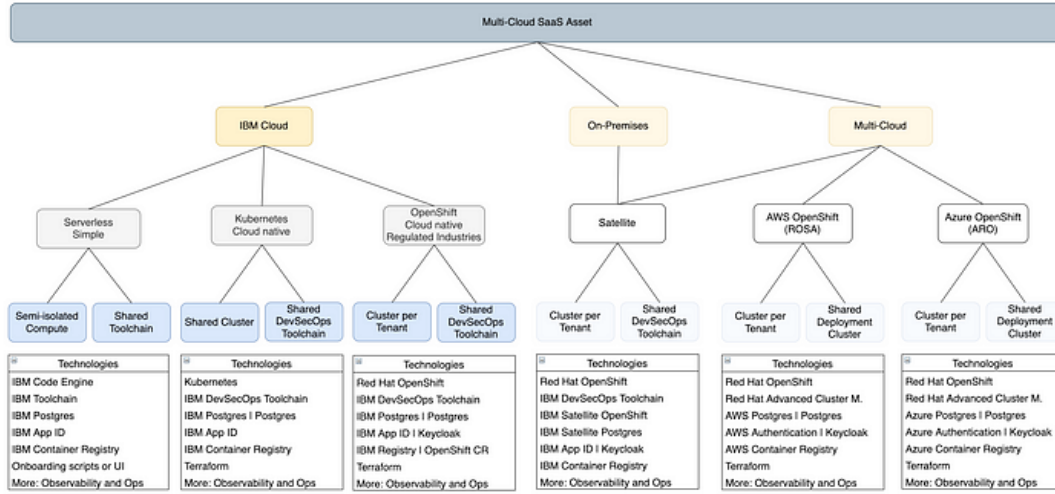 Multi-Cloud SaaS Asset
IBM Cloud
On-Premises
Multi-Cloud
Serverless
Simple
Kubernetes
Cloud native
OpenShift
Cloud native
Regulated Industries
Satellite
AWS OpenShift
(ROSA)
Azure OpenShift
(ARO)
Semi-isolated
Compute
Shared
Toolchain
Shared Cluster
Shared
DevSecOps
Toolchain
Cluster per
Tenant
Shared
DevSecOps
Toolchain
Cluster per
Tenant
Shared
DevSecOps
Toolchain
Cluster per
Tenant
Shared
Deployment
Cluster
Cluster per
Tenant
Shared
Deployment
Cluster
Technologies
IBM Code Engine
IBM Toolchain
IBM Postgres
IBM App ID
IBM Container Registry
Onboarding scripts or UI
More: Observability and Ops
Technologies
Kubernetes
IBM DevSecOps Toolchain
IBM Postgres | Postgres
IBM App ID
IBM Container Registry
Terraform
More: Observability and Ops
Technologies
Red Hat OpenShift
IBM DevSecOps Toolchain
IBM Postgres | Postgres
IBM App ID | Keycloak
IBM Registry | OpenShift CR
Terraform
More: Observability and Ops
Technologies
Red Hat OpenShift
IBM DevSecOps Toolchain
IBM Satellite OpenShift
IBM Satellite Postgres
IBM App ID | Keycloak
IBM Container Registry
More: Observability and Ops
Technologies
Red Hat OpenShift
Red Hat Advanced Cluster M.
AWS Postgres | Postgres
AWS Authentication | Keycloak
AWS Container Registry
Terraform
More: Observability and Ops
Technologies
Red Hat OpenShift
Red Hat Advanced Cluster M.
Azure Postgres | Postgres
Azure Authentication | Keycloak
Azure Container Registry
Terraform
More: Observability and Ops